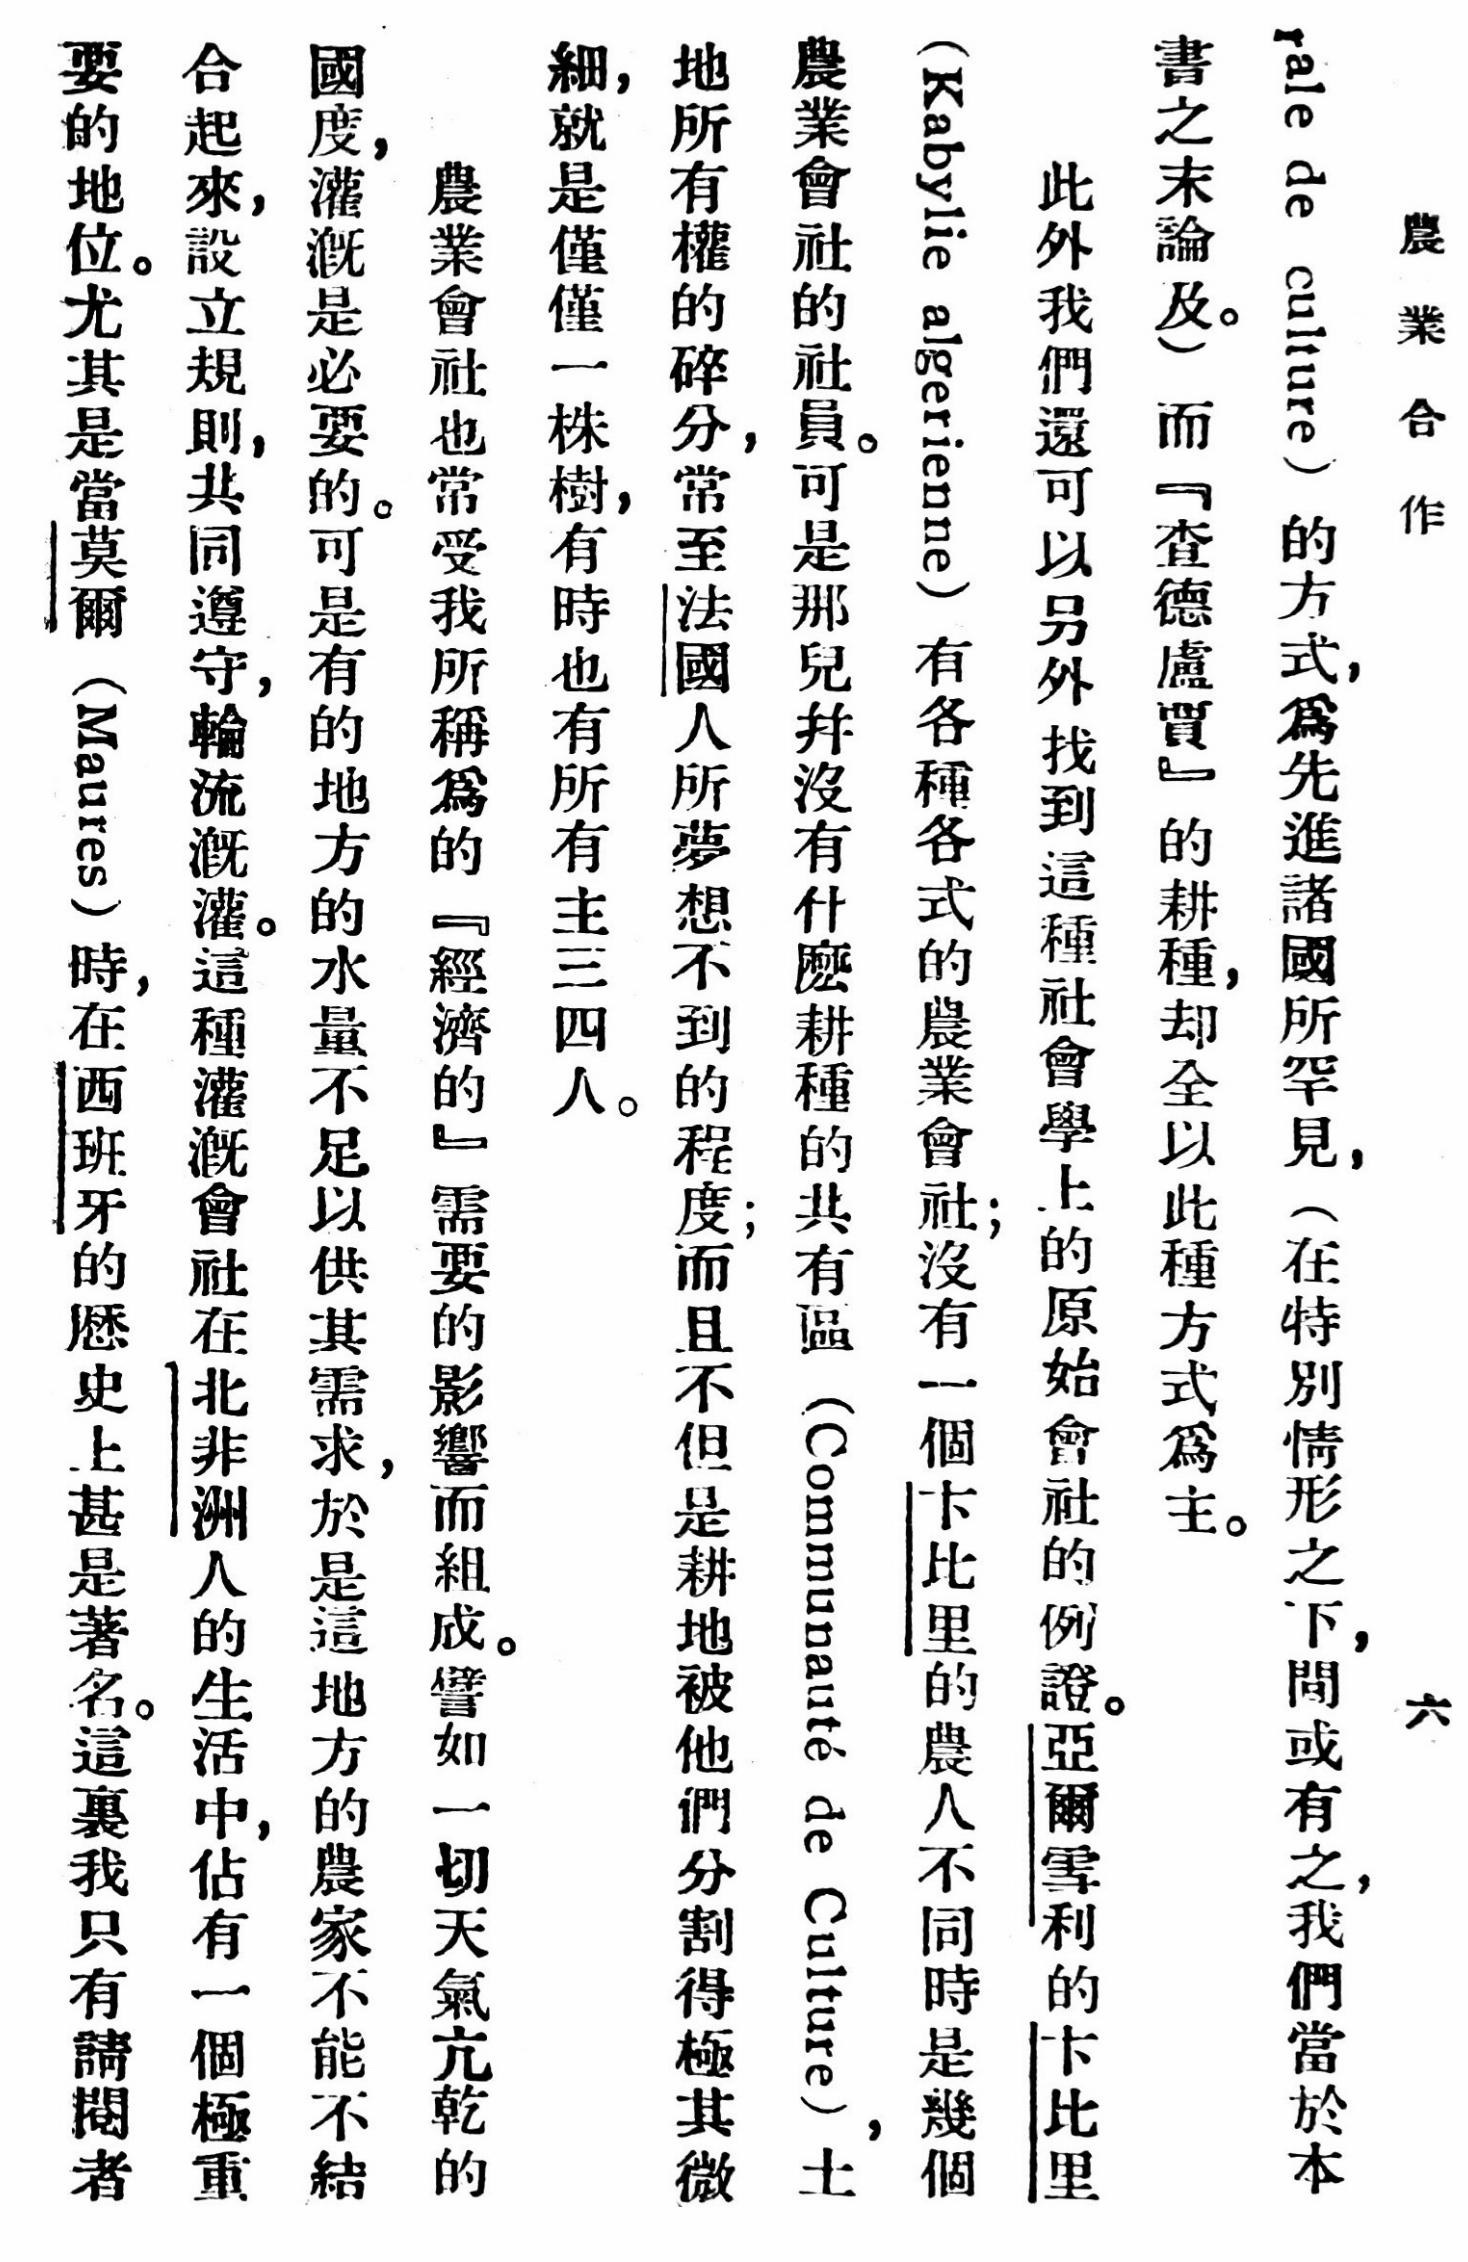 農業合作　六
rale de culture）的方式，爲先進諸國所罕見，（在特別情形之下，間或有之，我們當於本
書之末論及。）而『查德盧賈』的耕種，却全以此種方式爲主。
此外我們還可以另外找到這種社會學上的原始會社的例證。亞爾雪利的卡比里
（Kabylie algerienne）有各種各式的農業會社；沒有一個卡比里的農人不同時是幾個
農業會社的社員。可是那兒幷沒有什麽耕種的共有區（Communauté de Culture），土
地所有權的碎分，常至法國人所夢想不到的程度；而且不但是耕地被他們分割得極其微
細，就是僅僅一株樹，有時也有所有主三四人。
農業會社也常受我所稱爲的『經濟的』需要的影響而組成。譬如一切天氣亢乾的
國度，灌漑是必要的。可是有的地方的水量不足以供其需求，於是這地方的農家不能不結
合起來，設立規則，共同遵守，輪流漑灌。這種灌漑會社在北非洲人的生活中，佔有一個極重
要的地位。尤其是當莫爾（Maures）時，在西班牙的歷史上甚是著名。這裏我只有請閱者